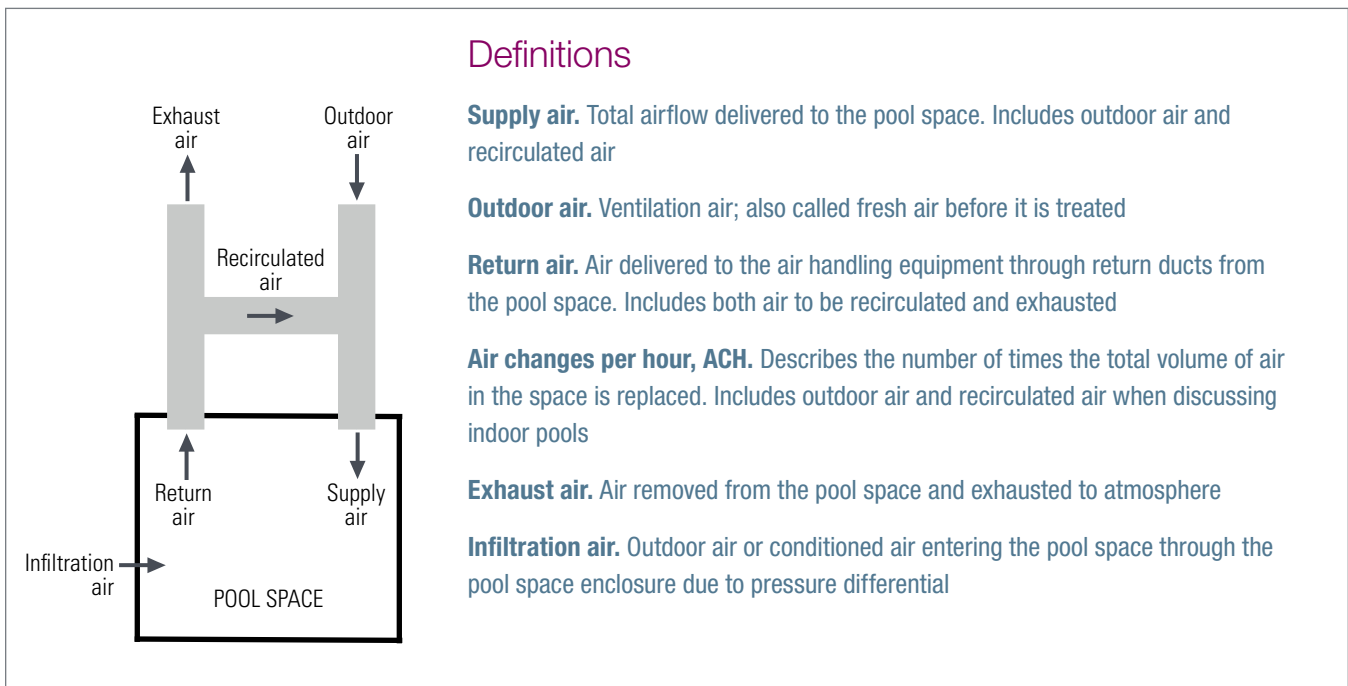 Definitions
Exhaust
air
Outdoor
air
Recirculated
air
Return
air
Supply
air
Infiltration
air
POOL SPACE
Supply air. Total airflow delivered to the pool space. Includes outdoor air and
recirculated air
Outdoor air. Ventilation air; also called fresh air before it is treated
Return air. Air delivered to the air handling equipment through return ducts from
the pool space. Includes both air to be recirculated and exhausted
Air changes per hour, ACH. Describes the number of times the total volume of air
in the space is replaced. Includes outdoor air and recirculated air when discussing
indoor pools
Exhaust air. Air removed from the pool space and exhausted to atmosphere
Infiltration air. Outdoor air or conditioned air entering the pool space through the
pool space enclosure due to pressure differential